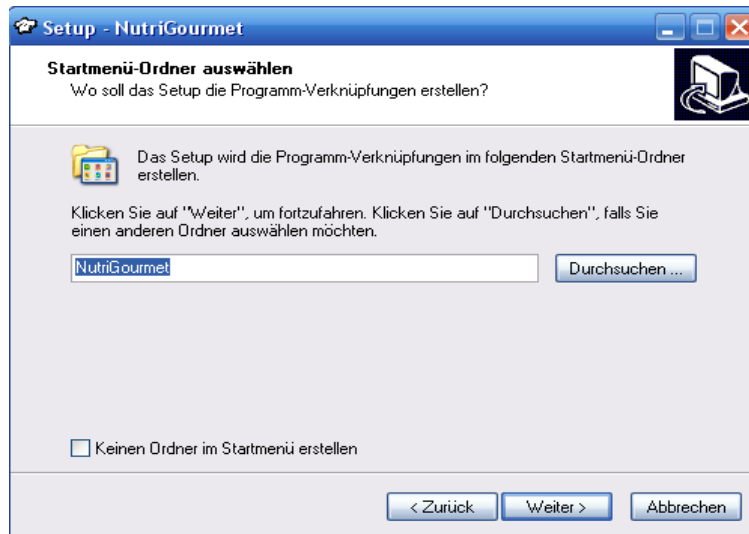 Setup - NutriGourmet
Startmenü-Ordner auswählen
Wo soll das Setup die Programm-Verknüpfungen erstellen?
Das Setup wird die Programm-Verknüpfungen im folgenden Startmenü-Ordner
erstellen.
Klicken Sie auf "Weiter", um fortzufahren. Klicken Sie auf "Durchsuchen", falls Sie
einen anderen Ordner auswählen möchten.
NutriGourmet
Durchsuchen ...
Keinen Ordner im Startmenü erstellen
< Zurück
Weiter >
Abbrechen